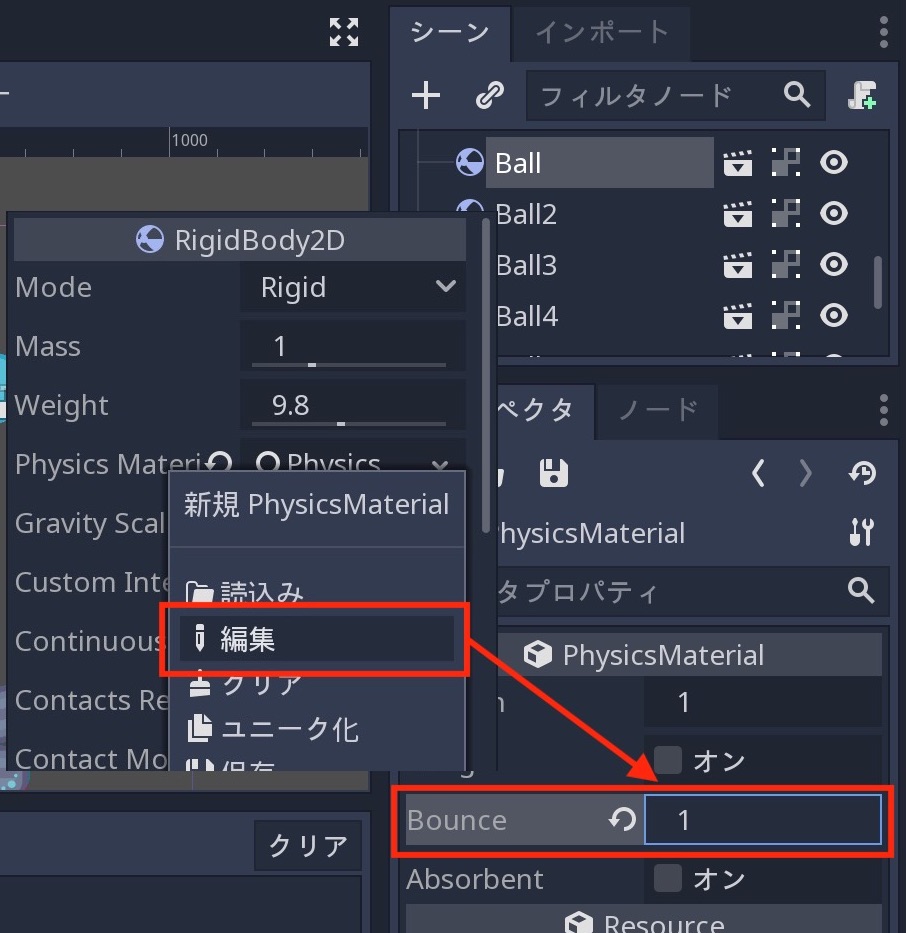 シーン
インポート
フィルタノード
1000
Ball
Ball2
Ball3
Ball4
RigidBody2D
Mode
Rigid
Mass
1
Weight
9.8
Physics Materi
Physics
Gravity Scal
Custom Inte
Continuous
Contacts Re
Contact Mo
新規 PhysicsMaterial
読込み
編集
クリア
ユニーク化
保存
クリア
ペクタ
ノード
hysicsMaterial
タプロパティ
PhysicsMaterial
1
オン
Bounce
1
Absorbent
オン
Resource